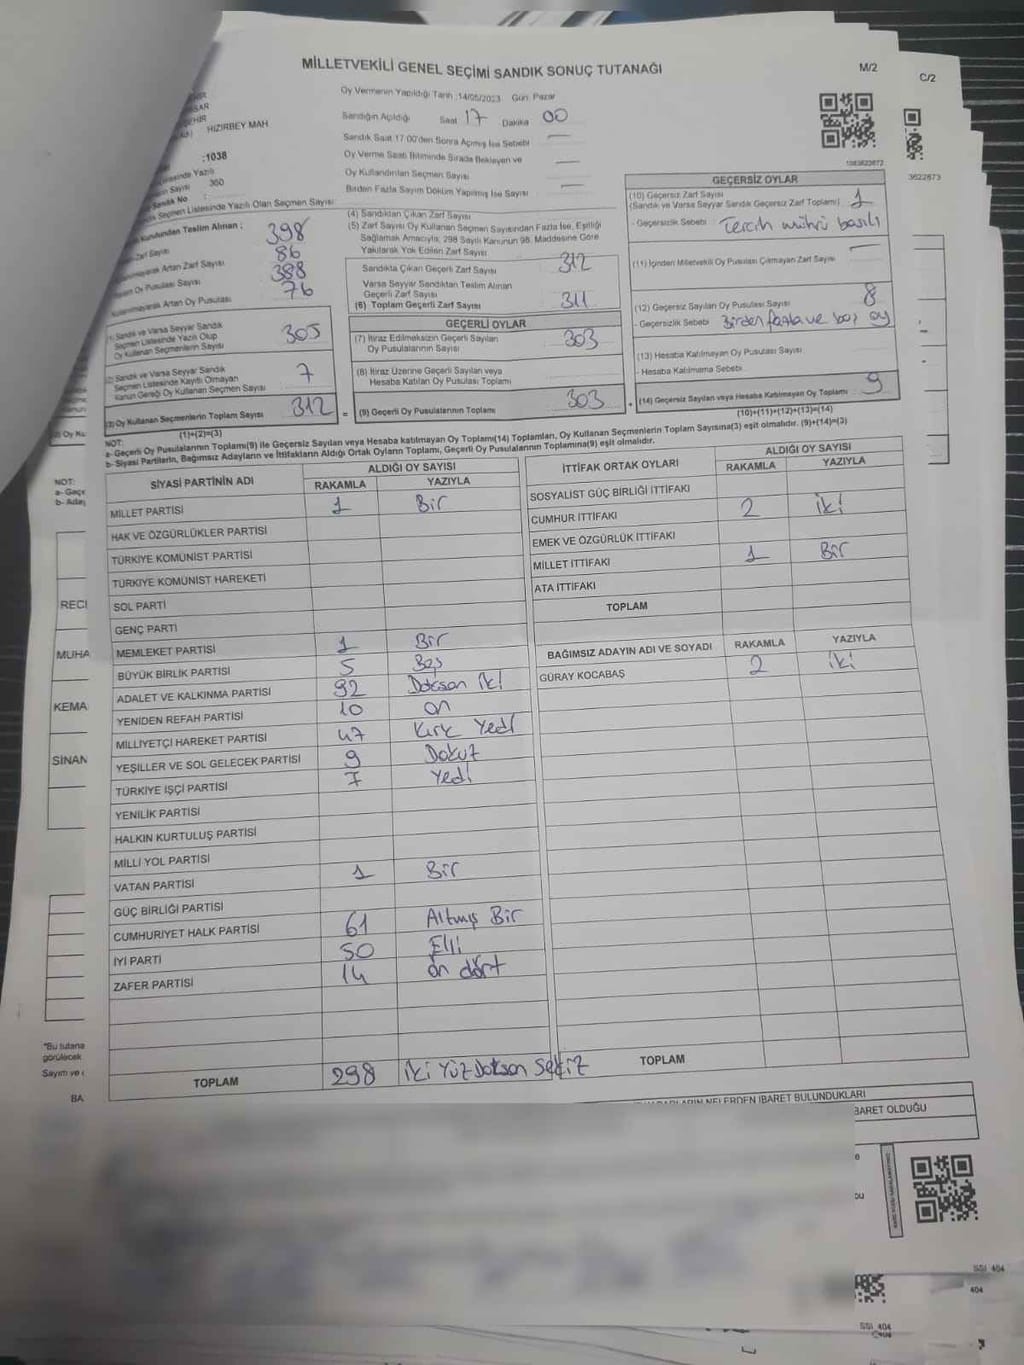 MİLLETVEKİLİ GENEL SEÇİMİ SANDIK SONUÇ TUTANAĞI
M/2
C/2
Oy Vermenin Yapıldığı Tarih :14/05/2023 Gün: Pazar
Sandığın Açıldığı Saat 17 Dakika 00
Sandık Saat 17:00'den Sonra Açılmış İse Sebebi —
Oy Verme Saati Bitiminde Sırada Bekleyen ve
Oy Kullandırılan Seçmen Sayısı —
Birden Fazla Sayım Döküm Yapılmış İse Sayısı —
HIZIRBEY MAH
:1038
360
Sandık No
Seçmen Listesinde Yazılı Olan Seçmen Sayısı
Kurulundan Teslim Alınan : 398
Zarf Sayısı 86
Artan Zarf Sayısı 388
Oy Pusulası Sayısı 76
Artan Oy Pusulası
(1) Sandık ve Varsa Seyyar Sandık
Seçmen Listesinde Yazılı Olup
Oy Kullanan Seçmenlerin Sayısı 305
(2) Sandık ve Varsa Seyyar Sandık
Seçmen Listesinde Kayıtlı Olmayan
Kanun Gereği Oy Kullanan Seçmen Sayısı 7
(3) Oy Kullanan Seçmenlerin Toplam Sayısı 312
(1)+(2)=(3)
(4) Sandıktan Çıkan Zarf Sayısı
(5) Zarf Sayısı Oy Kullanan Seçmen Sayısından Fazla İse, Eşitliği
Sağlamak Amacıyla; 298 Sayılı Kanunun 98. Maddesine Göre
Yakılarak Yok Edilen Zarf Sayısı
Sandıkta Çıkan Geçerli Zarf Sayısı 312
Varsa Seyyar Sandıktan Teslim Alınan
Geçerli Zarf Sayısı
(6) Toplam Geçerli Zarf Sayısı 311
GEÇERLİ OYLAR
(7) İtiraz Edilmeksizin Geçerli Sayılan
Oy Pusulalarının Sayısı 303
(8) İtiraz Üzerine Geçerli Sayılan veya
Hesaba Katılan Oy Pusulası Toplamı
= (9) Geçerli Oy Pusulalarının Toplamı 303
1083622672
3622673
GEÇERSİZ OYLAR
(10) Geçersiz Zarf Sayısı
(Sandık ve Varsa Seyyar Sandık Geçersiz Zarf Toplamı) 1
- Geçersizlik Sebebi : Tercih mührü basılı
(11) İçinden Milletvekili Oy Pusulası Çıkmayan Zarf Sayısı —
(12) Geçersiz Sayılan Oy Pusulası Sayısı 8
- Geçersizlik Sebebi Birden fazla ve boş oy
(13) Hesaba Katılmayan Oy Pusulası Sayısı
- Hesaba Katılmama Sebebi
+ (14) Geçersiz Sayılan veya Hesaba Katılmayan Oy Toplamı 9
(10)+(11)+(12)+(13)=(14)
NOT:
a- Geçerli Oy Pusulalarının Toplamı(9) ile Geçersiz Sayılan veya Hesaba katılmayan Oy Toplamı(14) Toplamları, Oy Kullanan Seçmenlerin Toplam Sayısına(3) eşit olmalıdır. (9)+(14)=(3)
b- Siyasi Partilerin, Bağımsız Adayların ve İttifakların Aldığı Ortak Oyların Toplamı, Geçerli Oy Pusulalarının Toplamına(9) eşit olmalıdır.
SİYASİ PARTİNİN ADI ALDIĞI OY SAYISI
RAKAMLA YAZIYLA
MİLLET PARTİSİ 1 Bir
HAK VE ÖZGÜRLÜKLER PARTİSİ
TÜRKİYE KOMÜNİST PARTİSİ
TÜRKİYE KOMÜNİST HAREKETİ
SOL PARTİ
GENÇ PARTİ
MEMLEKET PARTİSİ 1 Bir
BÜYÜK BİRLİK PARTİSİ 5 Beş
ADALET VE KALKINMA PARTİSİ 92 Doksan iki
YENİDEN REFAH PARTİSİ 10 On
MİLLİYETÇİ HAREKET PARTİSİ 47 Kırk Yedi
YEŞİLLER VE SOL GELECEK PARTİSİ 9 Dokuz
TÜRKİYE İŞÇİ PARTİSİ 7 Yedi
YENİLİK PARTİSİ
HALKIN KURTULUŞ PARTİSİ
MİLLİ YOL PARTİSİ
VATAN PARTİSİ 1 Bir
GÜÇ BİRLİĞİ PARTİSİ
CUMHURİYET HALK PARTİSİ 61 Altmış Bir
İYİ PARTİ 50 Elli
ZAFER PARTİSİ 14 On dört
TOPLAM 298 iki Yüz Doksan Sekiz
İTTİFAK ORTAK OYLARI ALDIĞI OY SAYISI
RAKAMLA YAZIYLA
SOSYALİST GÜÇ BİRLİĞİ İTTİFAKI
CUMHUR İTTİFAKI 2 iki
EMEK VE ÖZGÜRLÜK İTTİFAKI
MİLLET İTTİFAKI 1 Bir
ATA İTTİFAKI
TOPLAM
BAĞIMSIZ ADAYIN ADI VE SOYADI RAKAMLA YAZIYLA
GÜRAY KOCABAŞ 2 iki
TOPLAM
NOT:
a- Geçe
b- Adaş
RECİ
MUHA
KEMA
SİNAN
*Bu tutana
görülecek
Sayım ve
BA
NELERDEN İBARET BULUNDUKLARI
BARET OLDUĞU
SSI 404
404
SSI 404